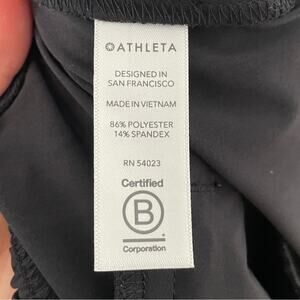 ATHLETA
DESIGNED IN
SAN FRANCISCO
MADE IN VIETNAM
86% POLYESTER
14% SPANDEX
RN 54023
Certified
B
Corporation